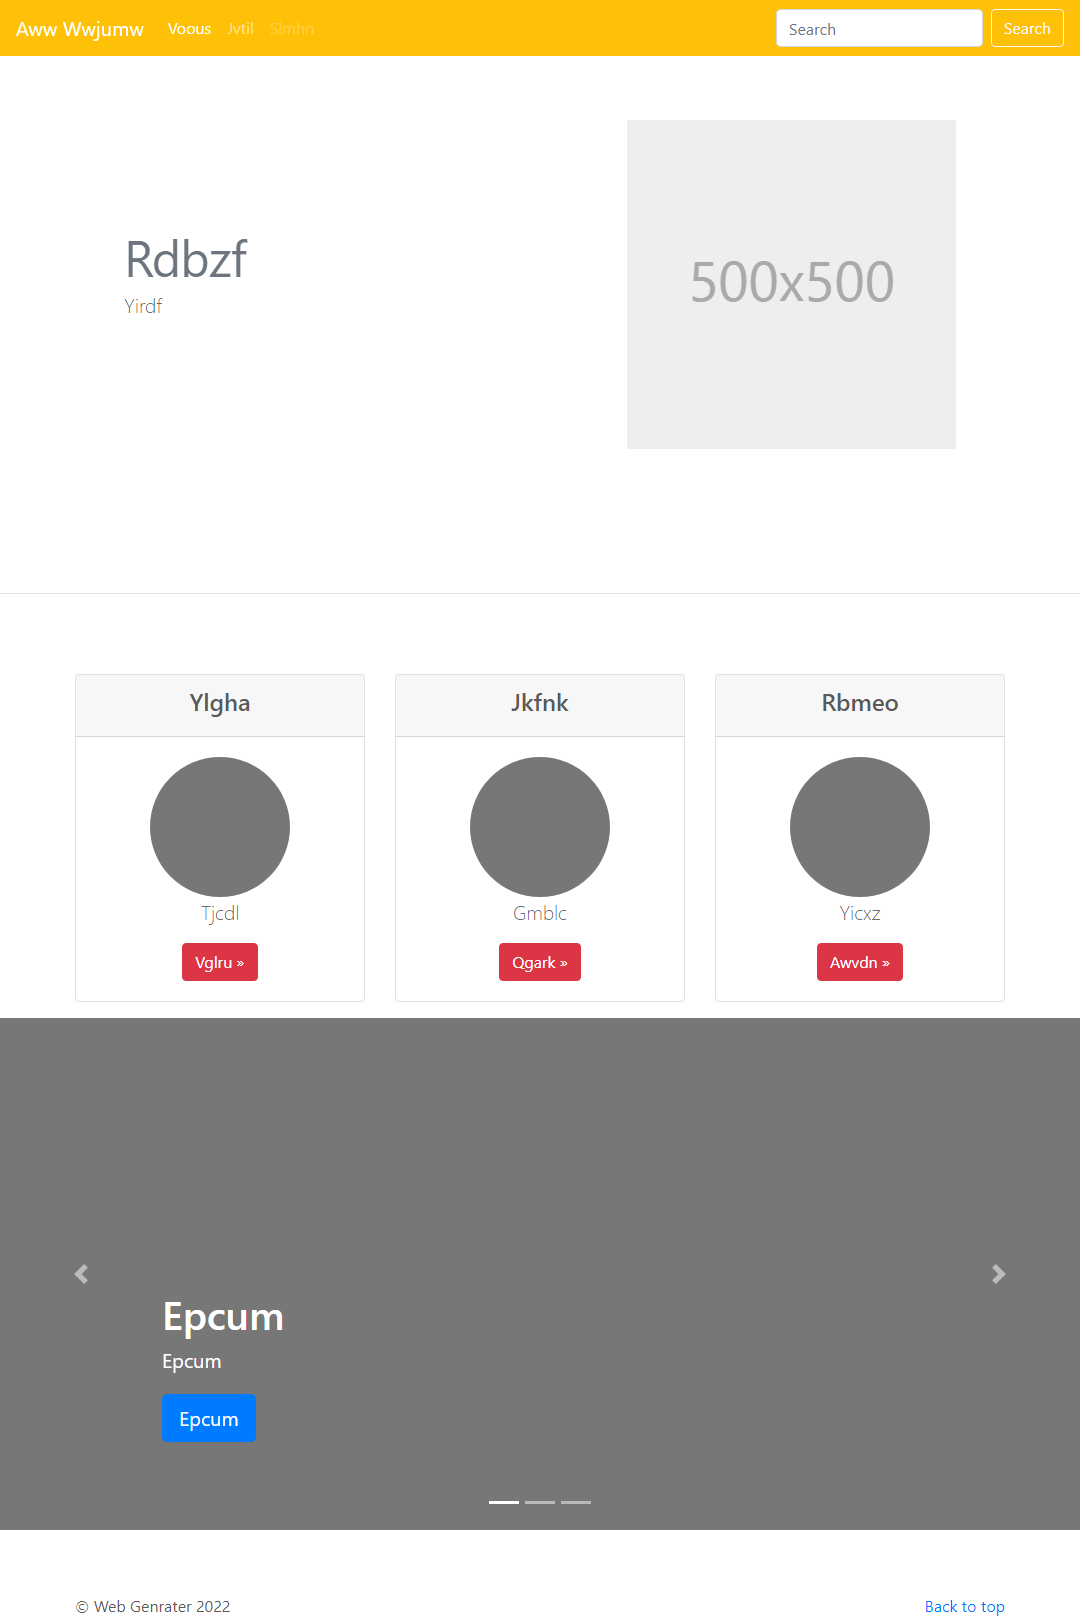 Aww Wwjumw Voous Jvtil Slmhn Search Search
500x500
Rdbzf
Yirdf
Ylgha Jkfnk Rbmeo
Tjcdl Gmblc Yicxz
Vglru » Qgark » Awvdn »
Epcum
Epcum
Epcum
© Web Genrater 2022 Back to top